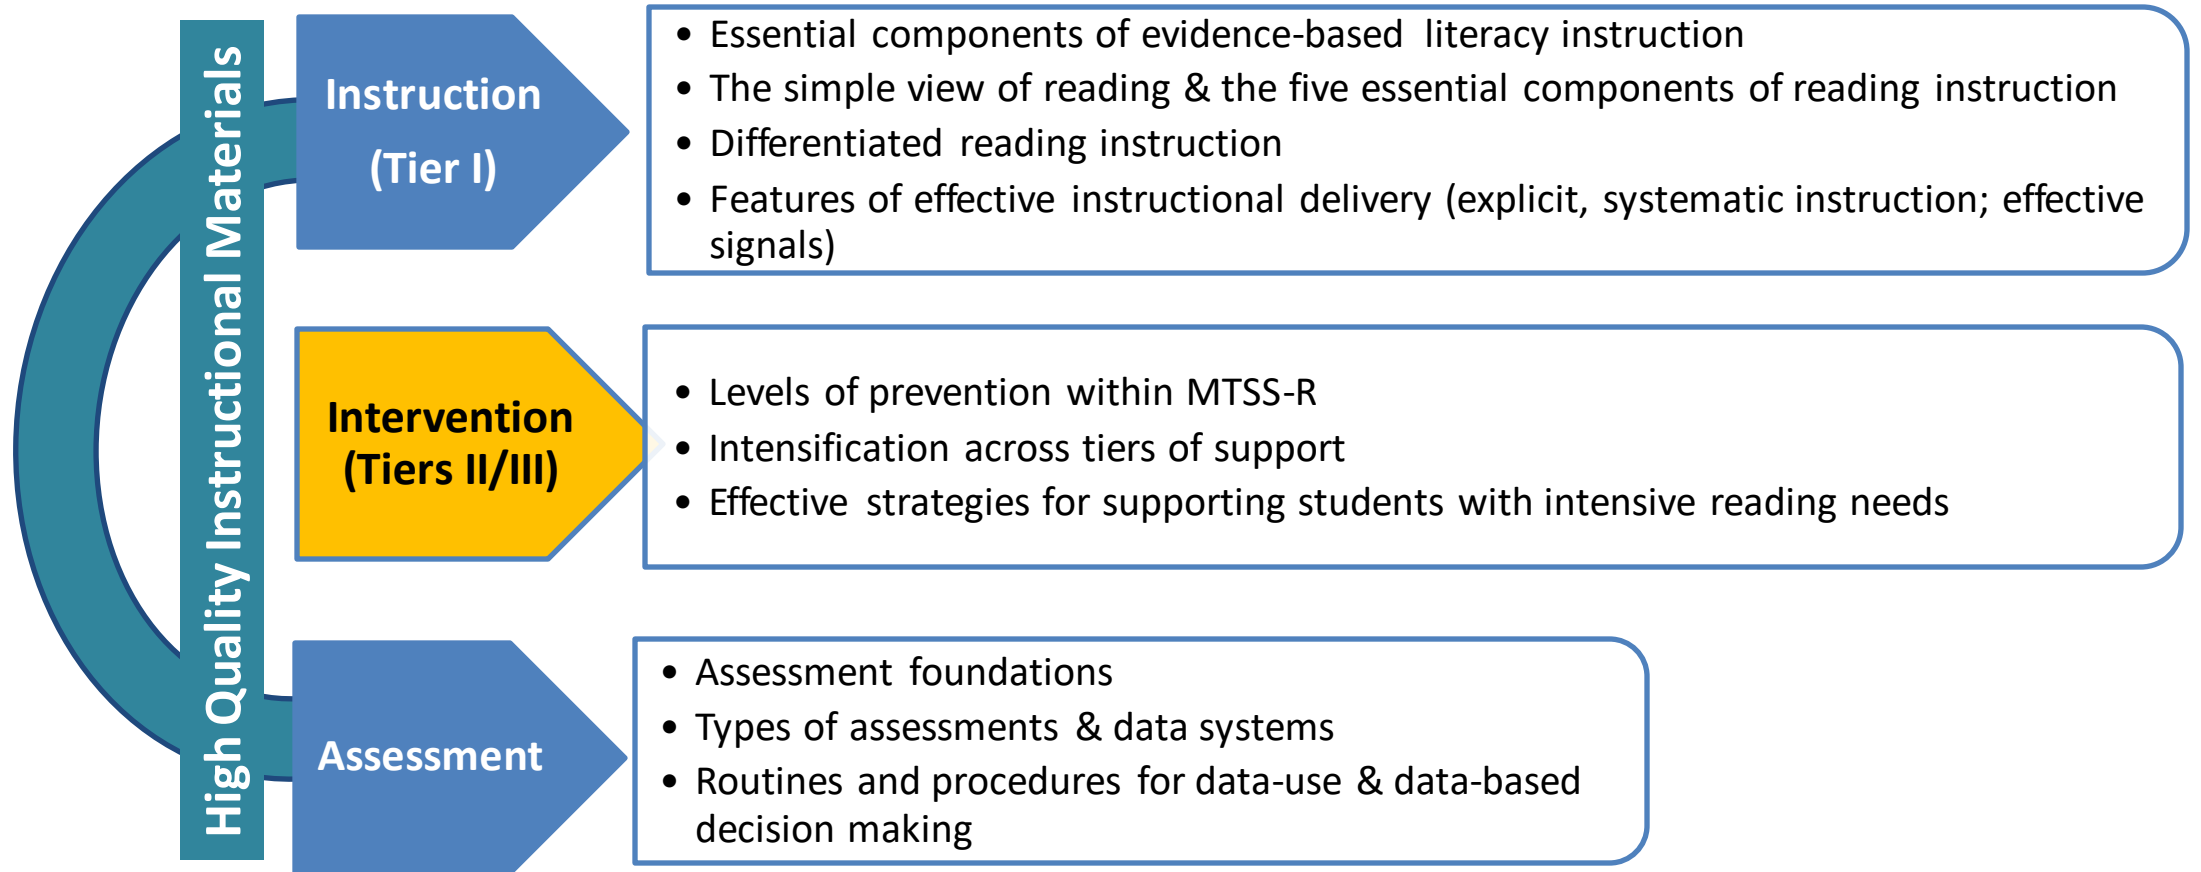 High Quality Instructional Materials
Instruction
(Tier I)
• Essential components of evidence-based literacy instruction
• The simple view of reading & the five essential components of reading instruction
• Differentiated reading instruction
• Features of effective instructional delivery (explicit, systematic instruction; effective
signals)
Intervention
(Tiers II/III)
• Levels of prevention within MTSS-R
• Intensification across tiers of support
• Effective strategies for supporting students with intensive reading needs
Assessment
• Assessment foundations
• Types of assessments & data systems
• Routines and procedures for data-use & data-based
decision making